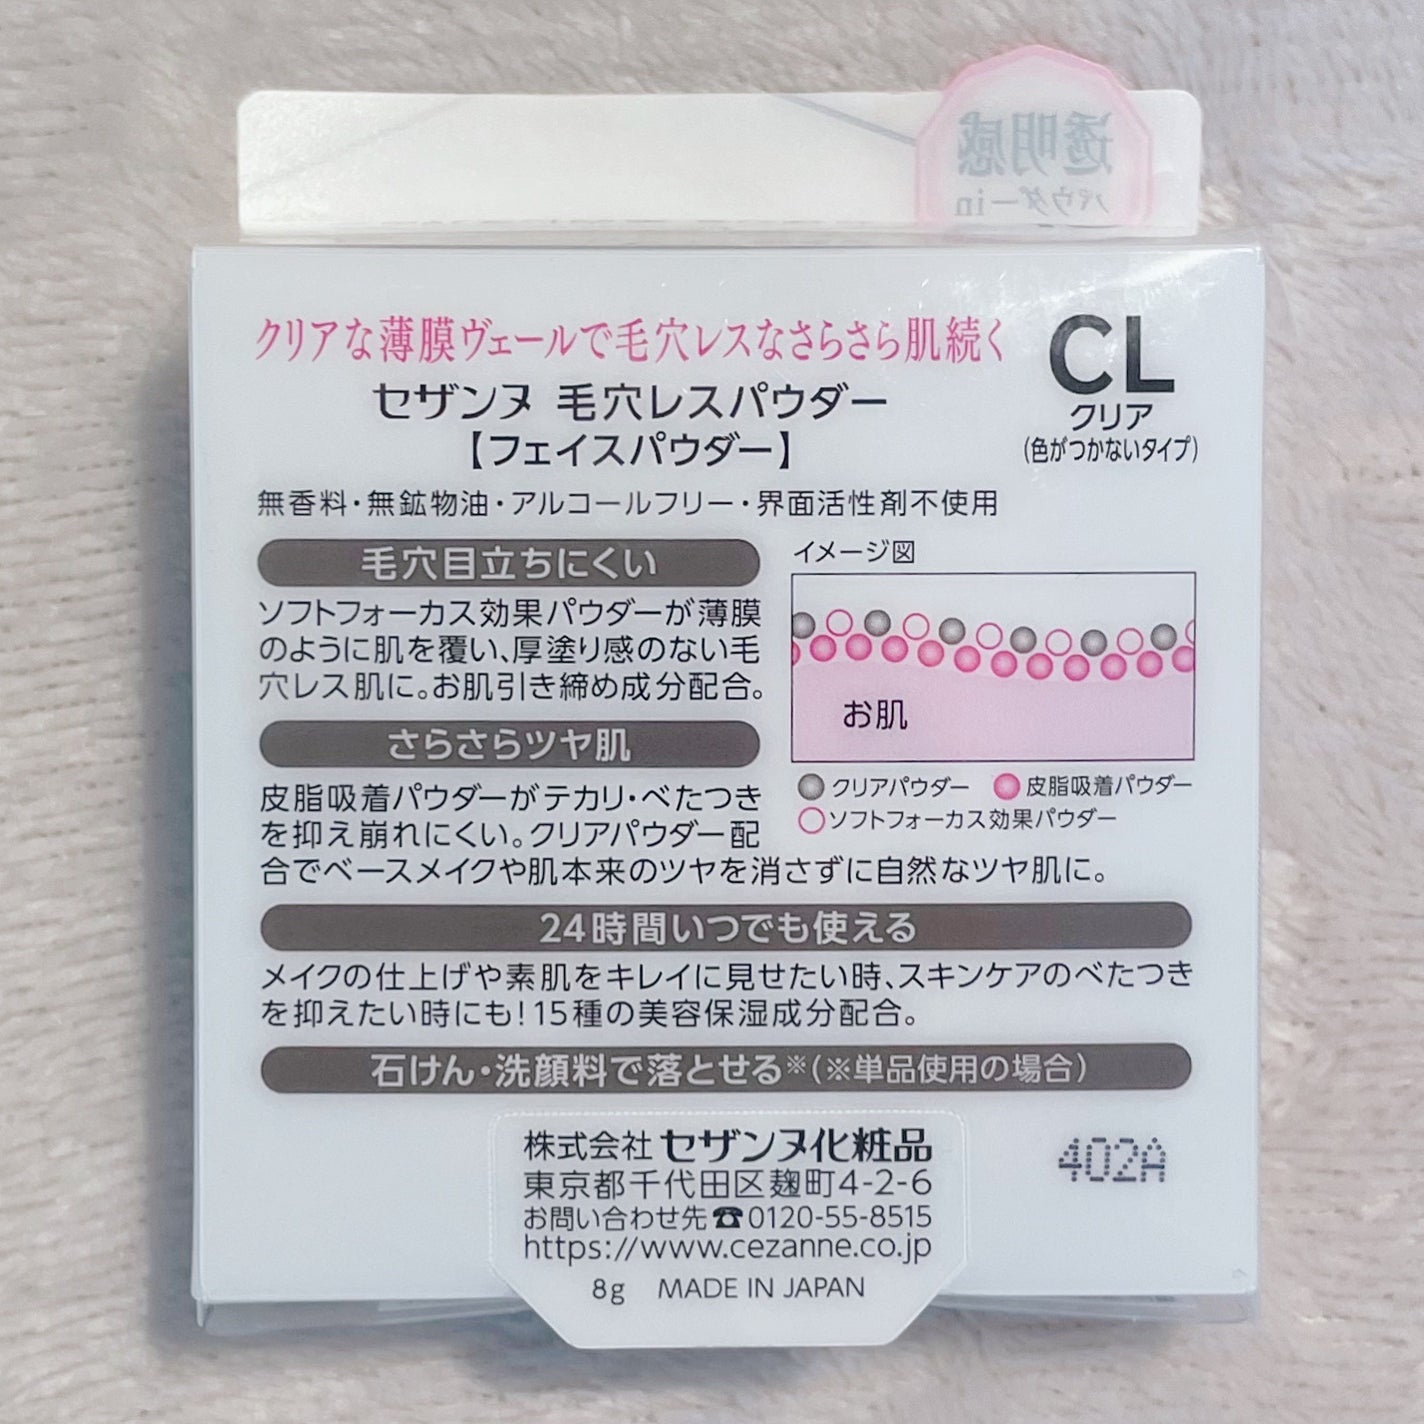 透明感
パウダーin
クリアな薄膜ヴェールで毛穴レスなさらさら肌続く
セザンヌ 毛穴レスパウダー
【フェイスパウダー】
CL
クリア
(色がつかないタイプ)
無香料・無鉱物油・アルコールフリー・界面活性剤不使用
毛穴目立ちにくい
ソフトフォーカス効果パウダーが薄膜
のように肌を覆い、厚塗り感のない毛
穴レス肌に。お肌引き締め成分配合。
イメージ図
お肌
クリアパウダー 皮脂吸着パウダー
ソフトフォーカス効果パウダー
さらさらツヤ肌
皮脂吸着パウダーがテカリ・べたつき
を抑え崩れにくい。クリアパウダー配
合でベースメイクや肌本来のツヤを消さずに自然なツヤ肌に。
24時間いつでも使える
メイクの仕上げや素肌をキレイに見せたい時、スキンケアのべたつき
を抑えたい時にも!15種の美容保湿成分配合。
石けん・洗顔料で落とせる※(※単品使用の場合)
株式会社 セザンヌ化粧品
東京都千代田区麹町4-2-6
お問い合わせ先☎0120-55-8515
https://www.cezanne.co.jp
8g MADE IN JAPAN
402A